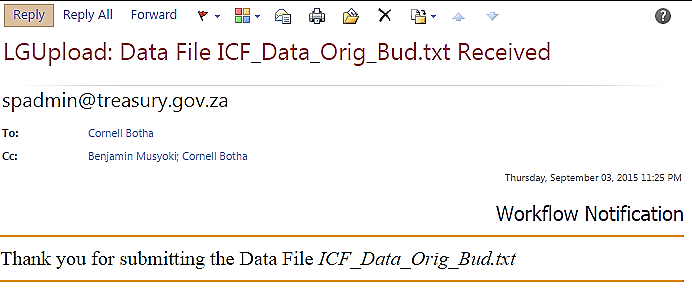 Reply Reply All Forward
LGUpload: Data File ICF_Data_Orig_Bud.txt Received
spadmin@treasury.gov.za
To: Cornell Botha
Cc: Benjamin Musyoki; Cornell Botha
Thursday, September 03, 2015 11:25 PM
Workflow Notification
Thank you for submitting the Data File ICF_Data_Orig_Bud.txt